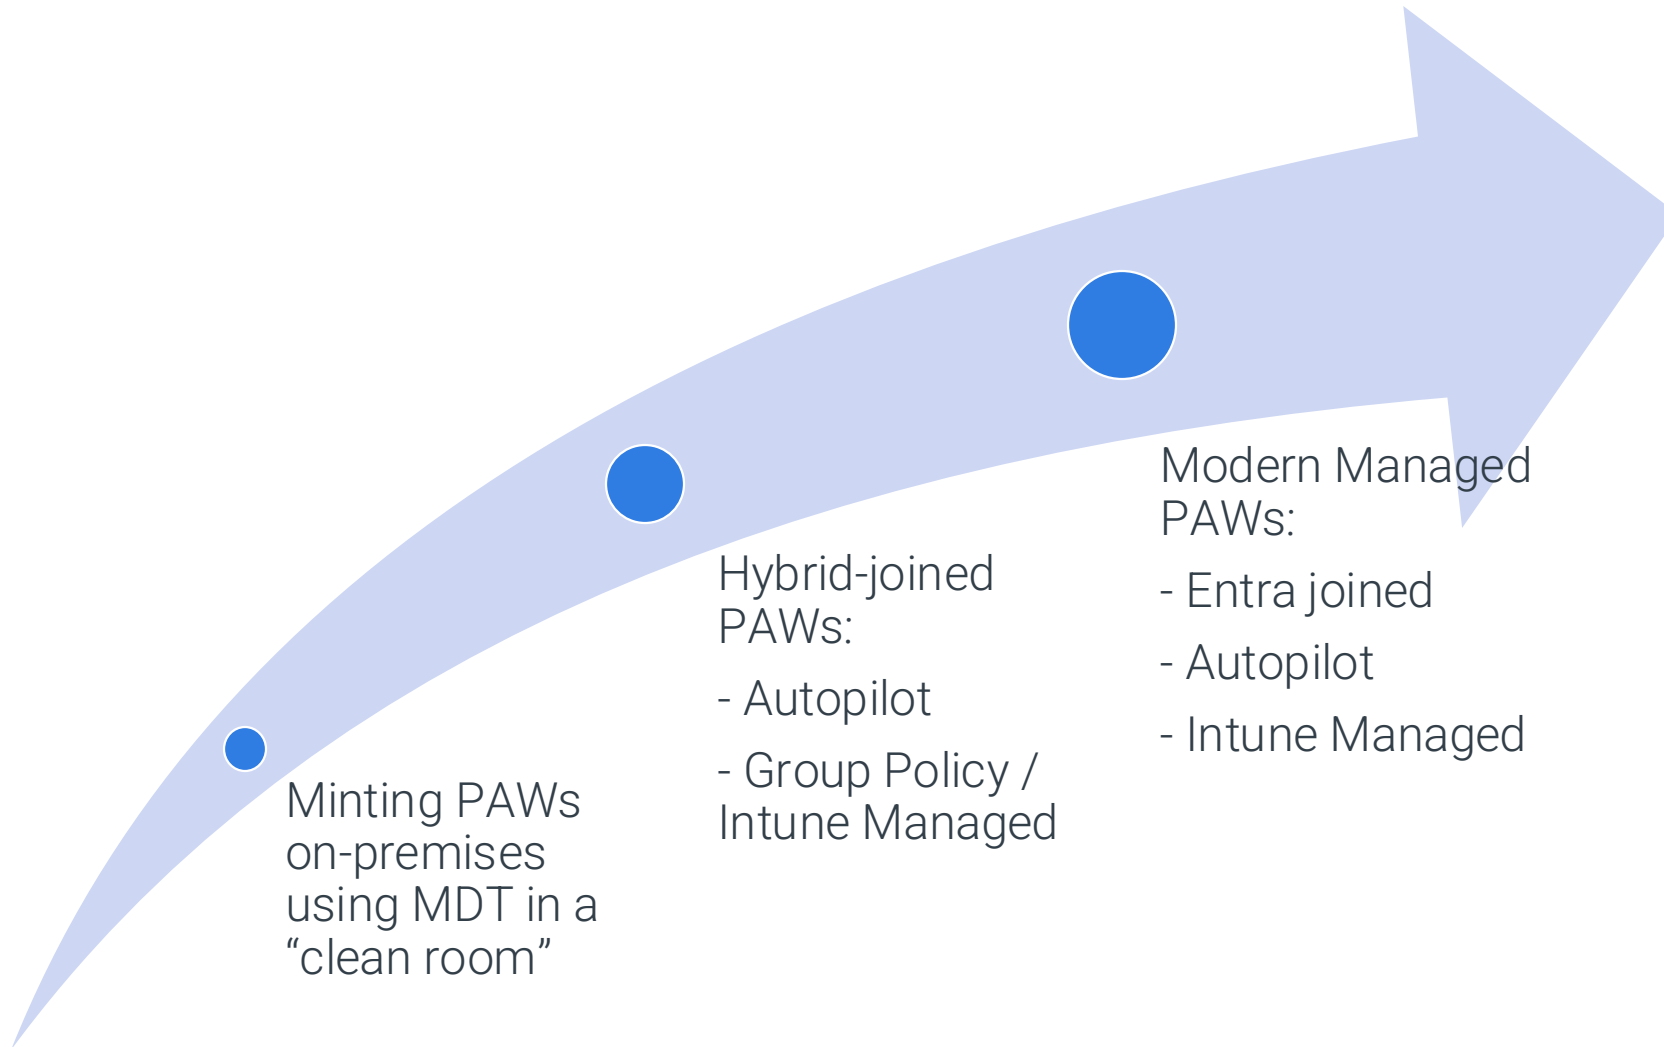 Minting PAWs
on-premises
using MDT in a
“clean room”
Hybrid-joined
PAWs:
- Autopilot
- Group Policy /
Intune Managed
Modern Managed
PAWs:
- Entra joined
- Autopilot
- Intune Managed